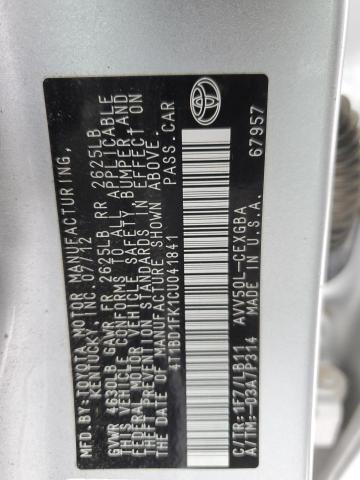 MFD.BY:TOYOTA MOTOR MANUFACTURING,
KENTUCKY, INC. 07/12
GVWR V630LB GAWR FR 2625LB RR 2625LB
THIS VEHICLE CONFORMS TO ALL APPLICABLE
FEDERAL MOTOR VEHICLE SAFETY, BUMPER, AND
THEFT PREVENTION STANDARDS IN EFFECT ON
THE DATE OF MANUFACTURE SHOWN ABOVE.
4T1BD1FK1CU041841 PASS.CAR
C/TR:1F7/LB11 AVV50L-CEXGBA
A/TM:-03A/P314 MADE IN U.S.A.
67957